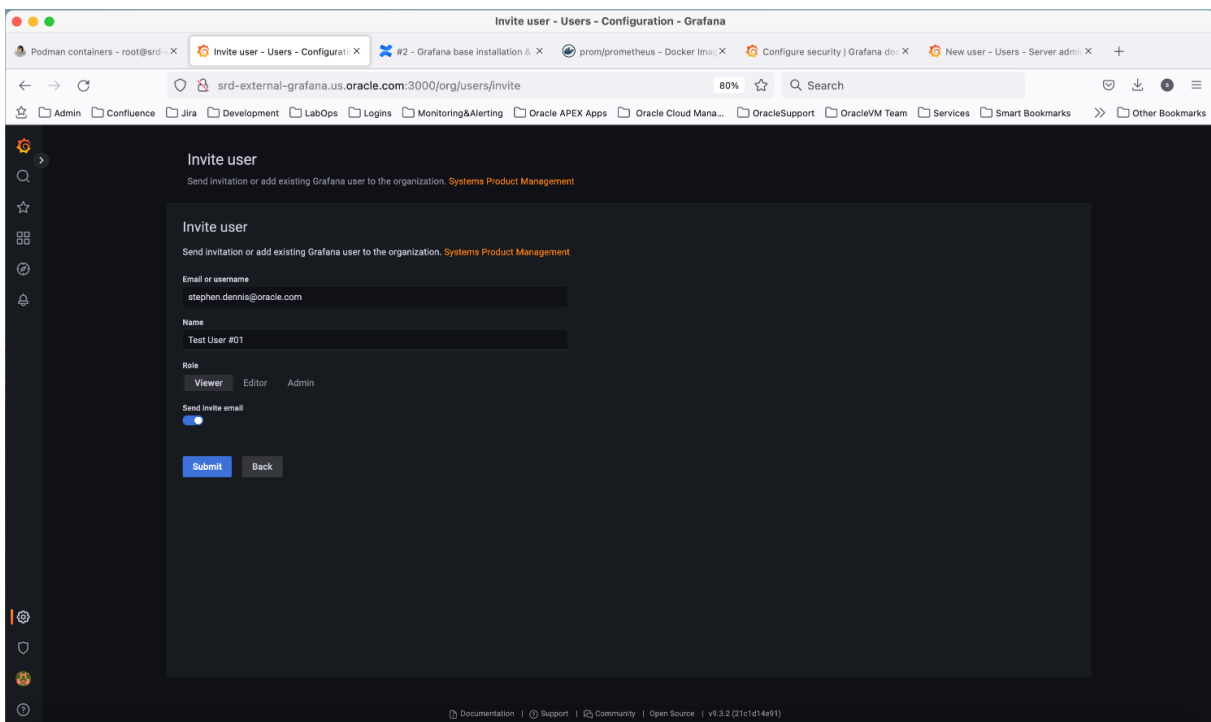 Invite user - Users - Configuration - Grafana
Podman containers - root@srd-
Invite user - Users - Configurati
#2 - Grafana base installation &
prom/prometheus - Docker Imag
Configure security | Grafana doc
New user - Users - Server admi
srd-external-grafana.us.oracle.com:3000/org/users/invite
80%
Search
Admin
Confluence
Jira
Development
LabOps
Logins
Monitoring&Alerting
Oracle APEX Apps
Oracle Cloud Mana...
OracleSupport
OracleVM Team
Services
Smart Bookmarks
Other Bookmarks
Invite user
Send invitation or add existing Grafana user to the organization. Systems Product Management
Invite user
Send invitation or add existing Grafana user to the organization. Systems Product Management
Email or username
stephen.dennis@oracle.com
Name
Test User #01
Role
Viewer Editor Admin
Send invite email
Submit Back
Documentation | Support | Community | Open Source | v9.3.2 (21c1d14e91)